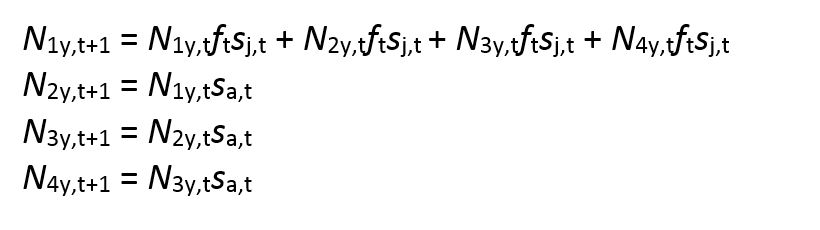 N1y,t+1 = N1y,tftsj,t + N2y,tftsj,t + N3y,tftsj,t + N4y,tftsj,t
N2y,t+1 = N1y,tsa,t
N3y,t+1 = N2y,tsa,t
N4y,t+1 = N3y,tsa,t